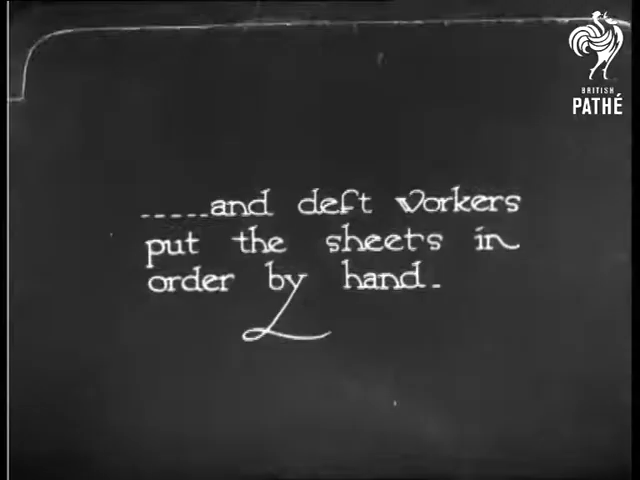 BRITISH
PATHÉ
-----and deft workers
put the sheets in
order by hand.